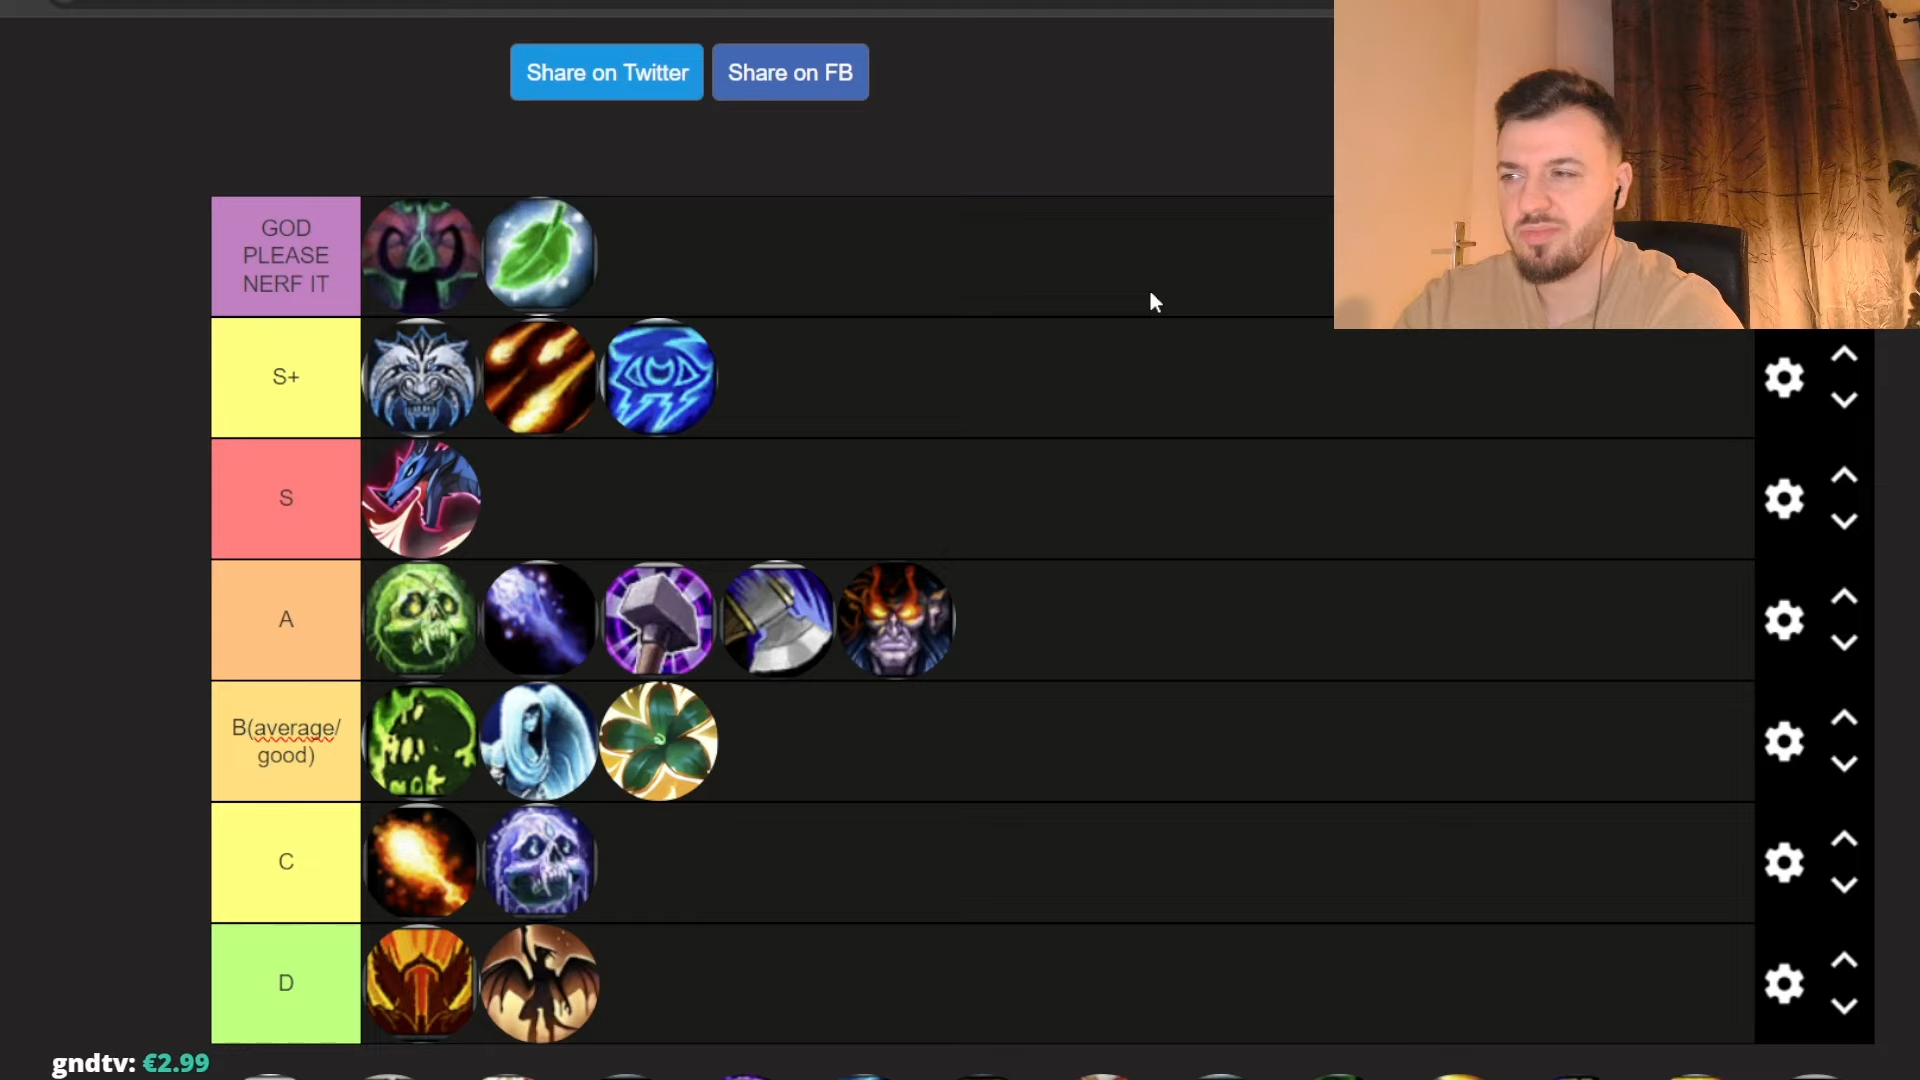 Share on Twitter
Share on FB
GOD
PLEASE
NERF IT
S+
S
A
B(average/
good)
C
D
gndtv: €2.99